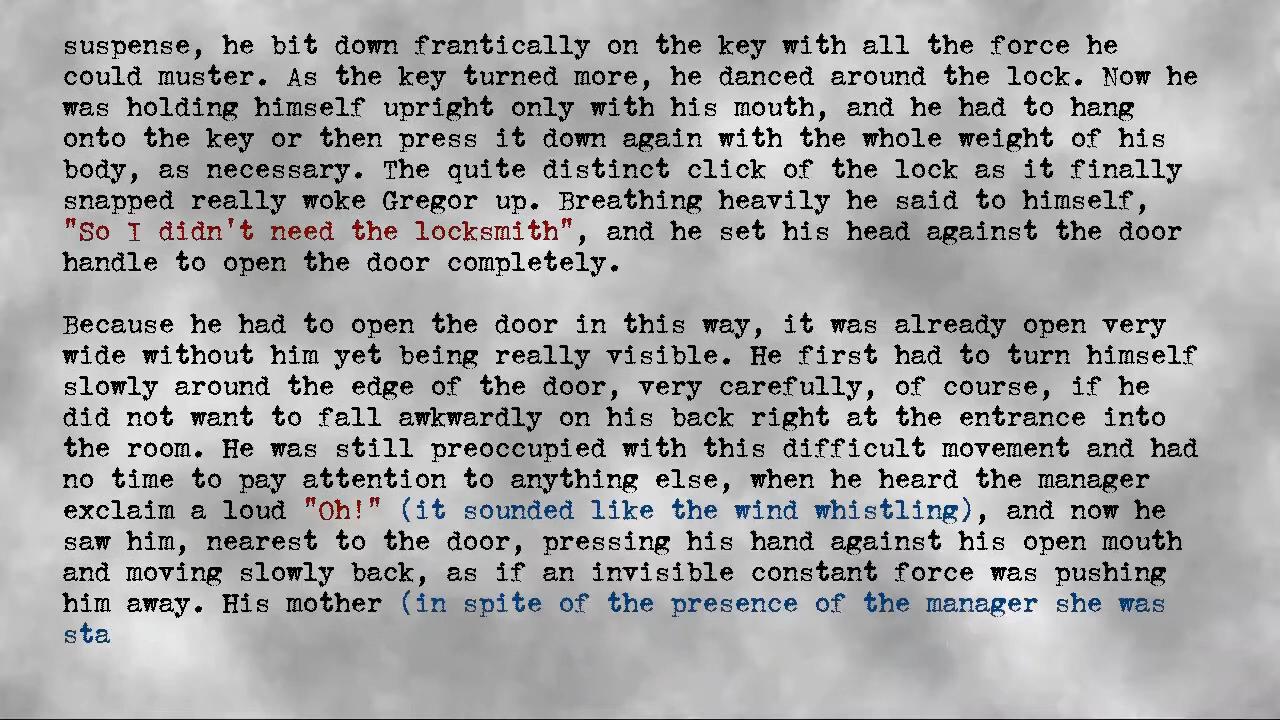 suspense, he bit down frantically on the key with all the force he
could muster. As the key turned more, he danced around the lock. Now he
was holding himself upright only with his mouth, and he had to hang
onto the key or then press it down again with the whole weight of his
body, as necessary. The quite distinct click of the lock as it finally
snapped really woke Gregor up. Breathing heavily he said to himself,
"So I didn't need the locksmith", and he set his head against the door
handle to open the door completely.

Because he had to open the door in this way, it was already open very
wide without him yet being really visible. He first had to turn himself
slowly around the edge of the door, very carefully, of course, if he
did not want to fall awkwardly on his back right at the entrance into
the room. He was still preoccupied with this difficult movement and had
no time to pay attention to anything else, when he heard the manager
exclaim a loud "Oh!" (it sounded like the wind whistling), and now he
saw him, nearest to the door, pressing his hand against his open mouth
and moving slowly back, as if an invisible constant force was pushing
him away. His mother (in spite of the presence of the manager she was
sta